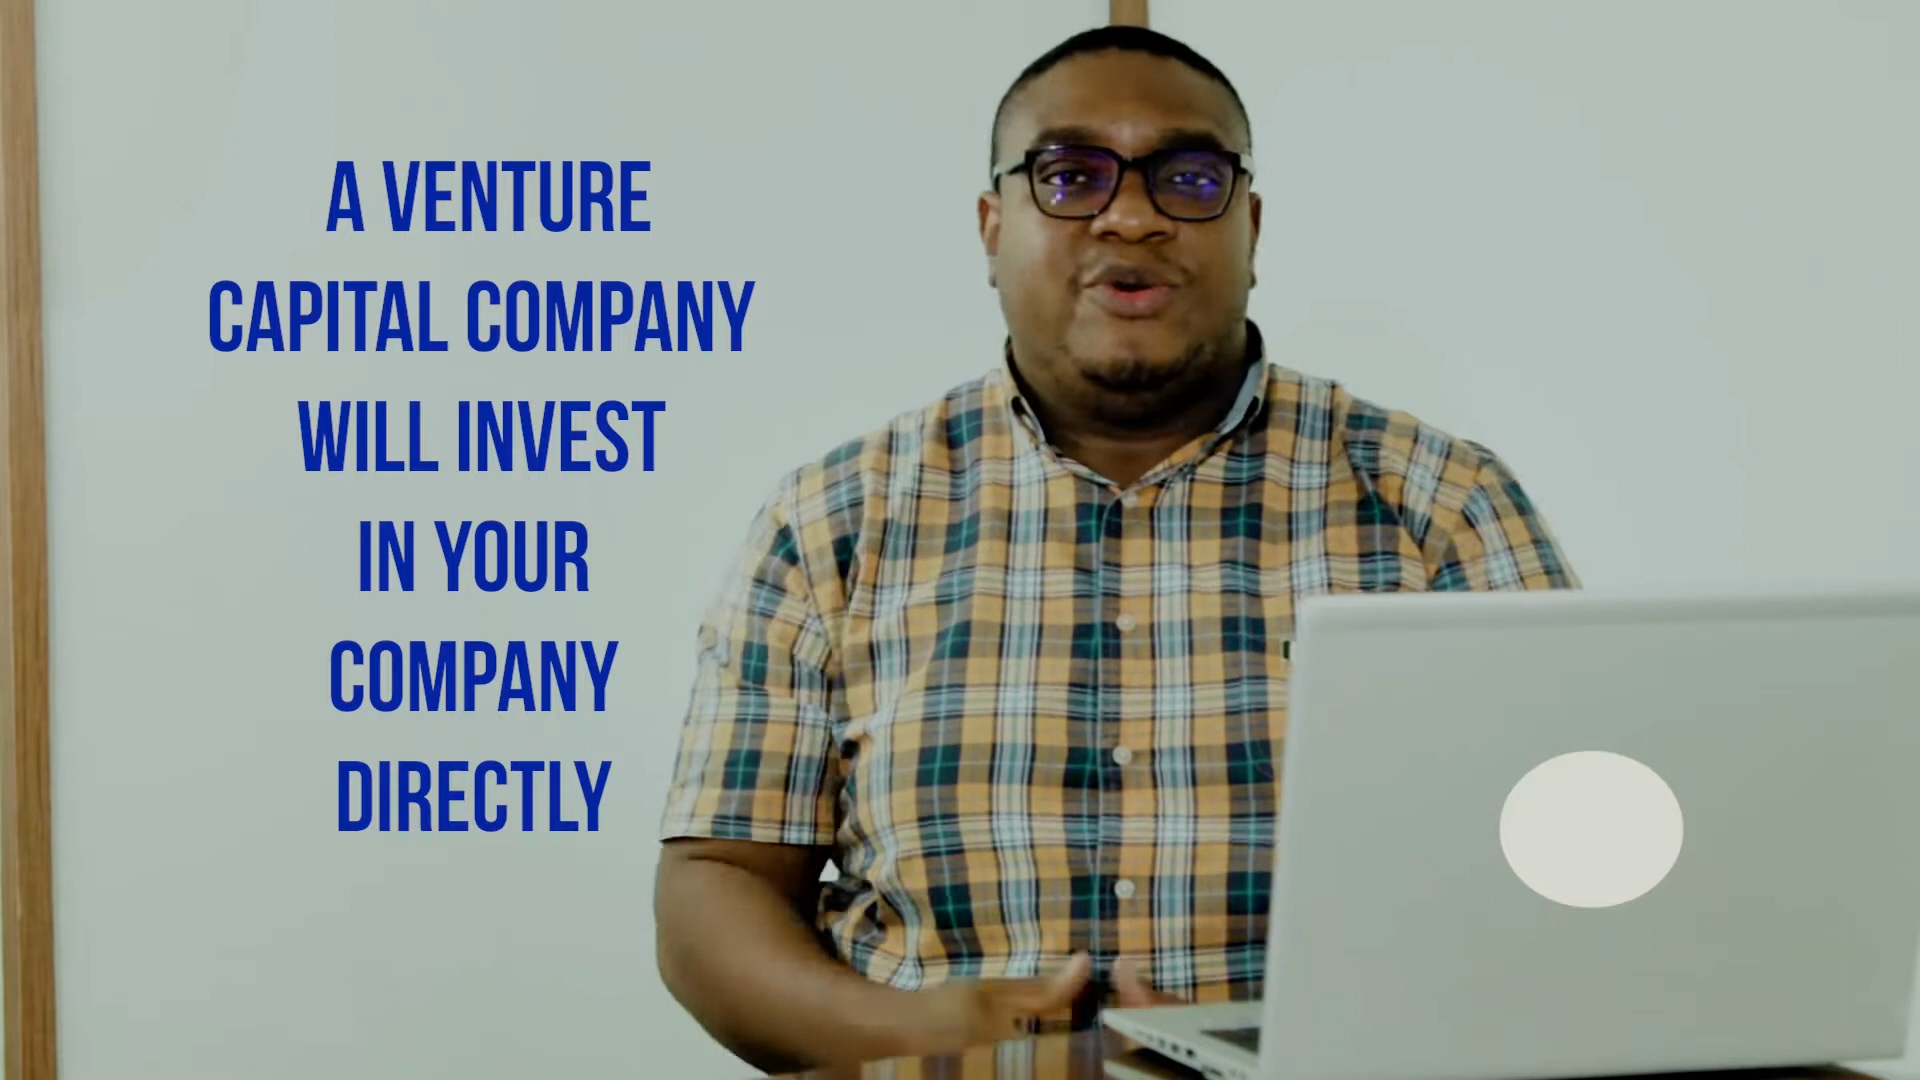 A VENTURE
CAPITAL COMPANY
WILL INVEST
IN YOUR
COMPANY
DIRECTLY